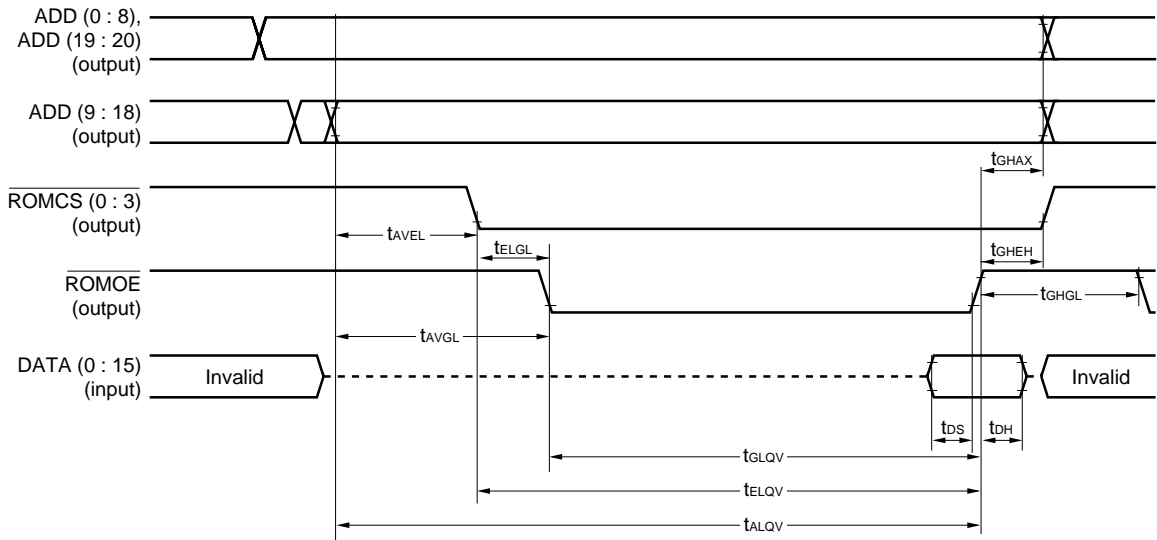 ADD (0 : 8),
ADD (19 : 20)
(output)
ADD (9 : 18)
(output)
tGHAX
ROMCS (0 : 3)
(output)
tAVEL
tELGL
tGHEH
ROMOE
(output)
tGHGL
tAVGL
DATA (0 : 15)
(input)
Invalid
Invalid
tDS
tDH
tGLQV
tELQV
tALQV